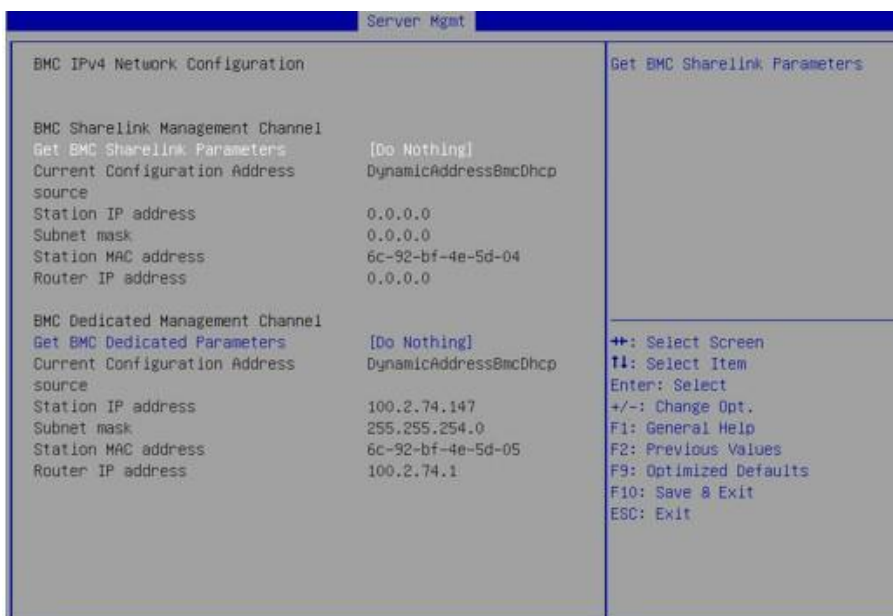 Server Mgmt
BMC IPv4 Network Configuration
Get BMC Sharelink Parameters
BMC Sharelink Management Channel
Get BMC Sharelink Parameters [Do Nothing]
Current Configuration Address DynamicAddressBmcDhcp
source
Station IP address 0.0.0.0
Subnet mask 0.0.0.0
Station MAC address 6c-92-bf-4e-5d-04
Router IP address 0.0.0.0
BMC Dedicated Management Channel
Get BMC Dedicated Parameters [Do Nothing]
Current Configuration Address DynamicAddressBmcDhcp
source
Station IP address 100.2.74.147
Subnet mask 255.255.254.0
Station MAC address 6c-92-bf-4e-5d-05
Router IP address 100.2.74.1
→←: Select Screen
↑↓: Select Item
Enter: Select
+/-: Change Opt.
F1: General Help
F2: Previous Values
F9: Optimized Defaults
F10: Save & Exit
ESC: Exit